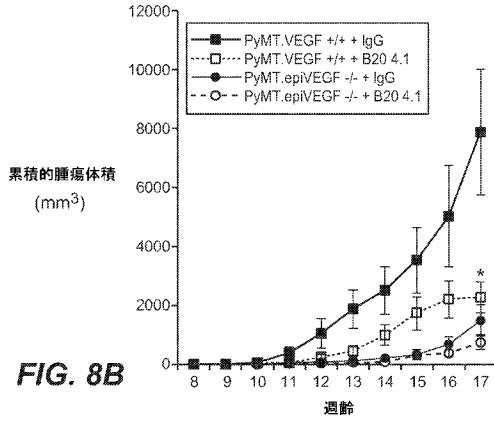 12000
10000
8000
6000
4000
2000
0
PyMT.VEGF +/+ + IgG
PyMT.VEGF +/+ + B20 4.1
PyMT.epiVEGF -/- + IgG
PyMT.epiVEGF -/- + B20 4.1
累積的腫瘍体積
(mm³)
*
8 9 10 11 12 13 14 15 16 17
週齢
FIG. 8B